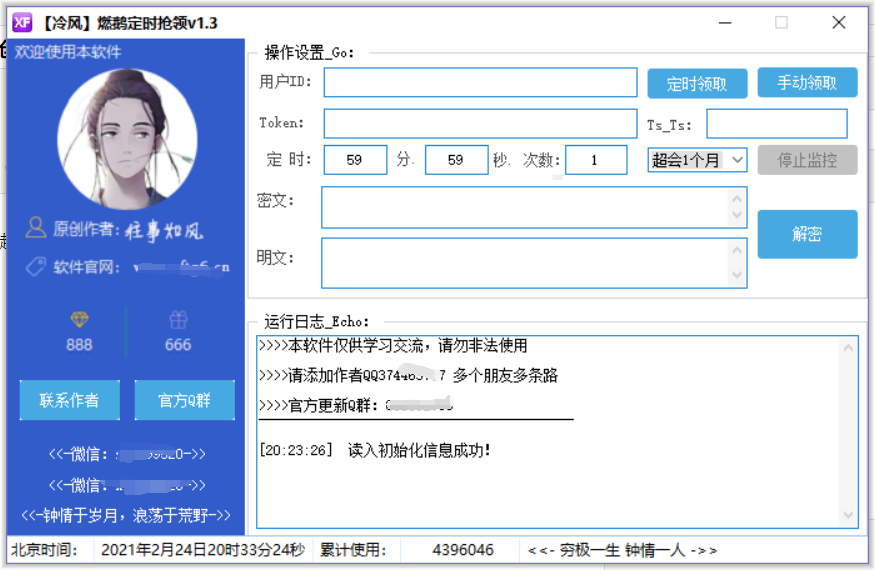 XF 【冷风】燃鹅定时抢领v1.3
欢迎使用本软件
原创作者: 往事如风
软件官网:
888 666
联系作者 官方Q群
<<-微信: ->>
<<-微信: ->>
<<-钟情于岁月，浪荡于荒野->>
操作设置_Go:
用户ID: 定时领取 手动领取
Token: Ts_Ts:
定 时: 59 分. 59 秒. 次数: 1 超会1个月 停止监控
密文:
解密
明文:
运行日志_Echo:
>>>>本软件仅供学习交流，请勿非法使用
>>>>请添加作者QQ 多个朋友多条路
>>>>官方更新Q群:
[20:23:26] 读入初始化信息成功!
北京时间: 2021年2月24日20时33分24秒 累计使用: 4396046 <<- 穷极一生 钟情一人 ->>